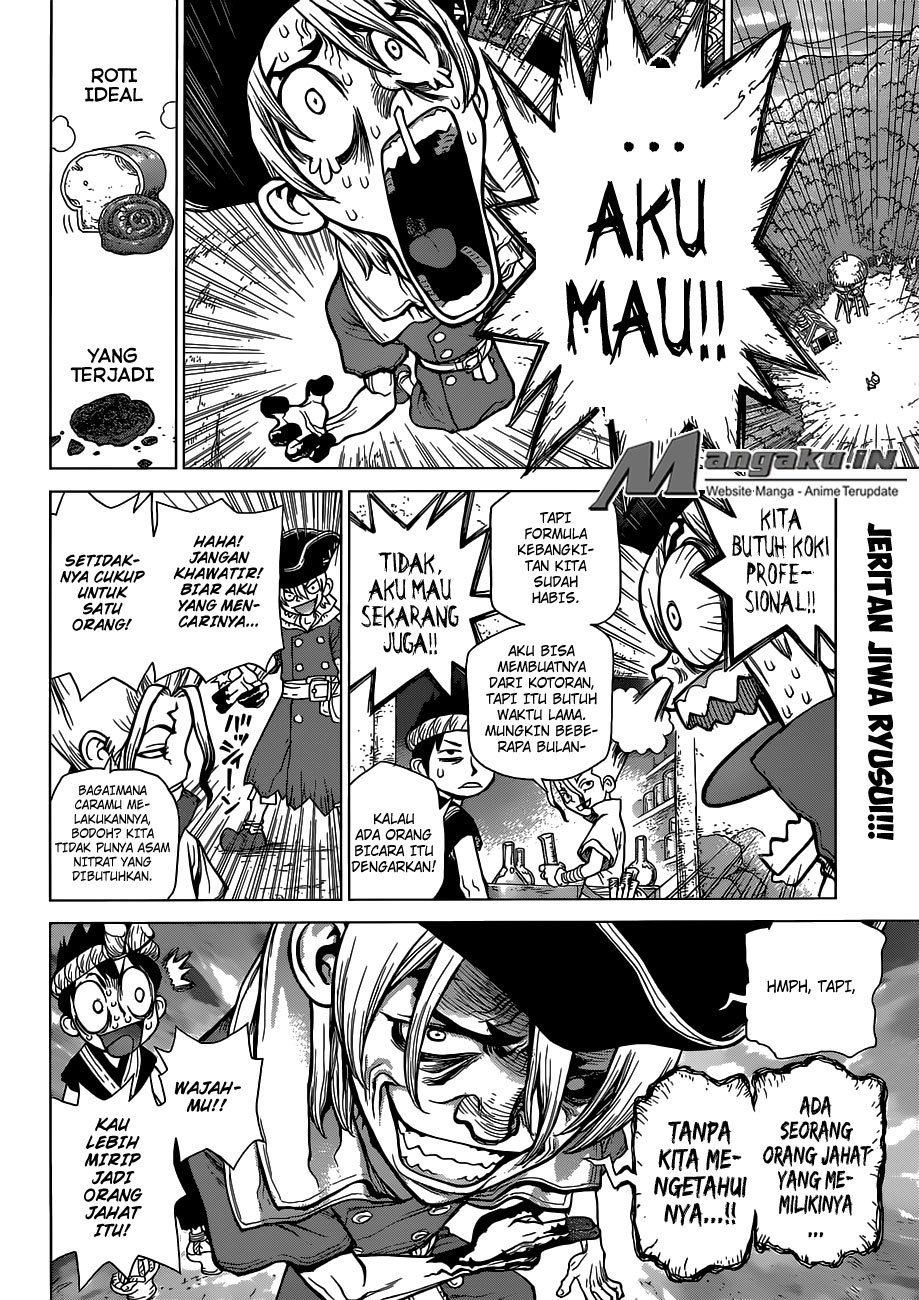 ...
AKU
MAU!!
ROTI
IDEAL
YANG
TERJADI
Mangaku.in
Website·Manga - Anime Terupdate
JERITAN JIWA RYUSUI!!!
KITA
BUTUH KOKI
PROFE-
SIONAL!!
TAPI
FORMULA
KEBANGKI-
TAN KITA
SUDAH
HABIS.
AKU BISA
MEMBUATNYA
DARI KOTORAN,
TAPI ITU BUTUH
WAKTU LAMA.
MUNGKIN BEBE-
RAPA BULAN-
TIDAK,
AKU MAU
SEKARANG
JUGA!!
KALAU
ADA ORANG
BICARA ITU
DENGARKAN!
HAHA!
JANGAN
KHAWATIR!
BIAR AKU
YANG MEN-
CARINYA...
SETIDAK-
NYA CUKUP
UNTUK
SATU
ORANG!
BAGAIMANA
CARAMU ME-
LAKUKANNYA,
BODOH? KITA
TIDAK PUNYA ASAM
NITRAT YANG
DIBUTUHKAN.
HMPH, TAPI,
ADA
SEORANG
ORANG JAHAT
YANG ME-
MILIKINYA
...
TANPA
KITA ME-
NGETAHUI
NYA...!!
WAJAH-
MU!!
KAU
LEBIH
MIRIP
JADI
ORANG
JAHAT
ITU!